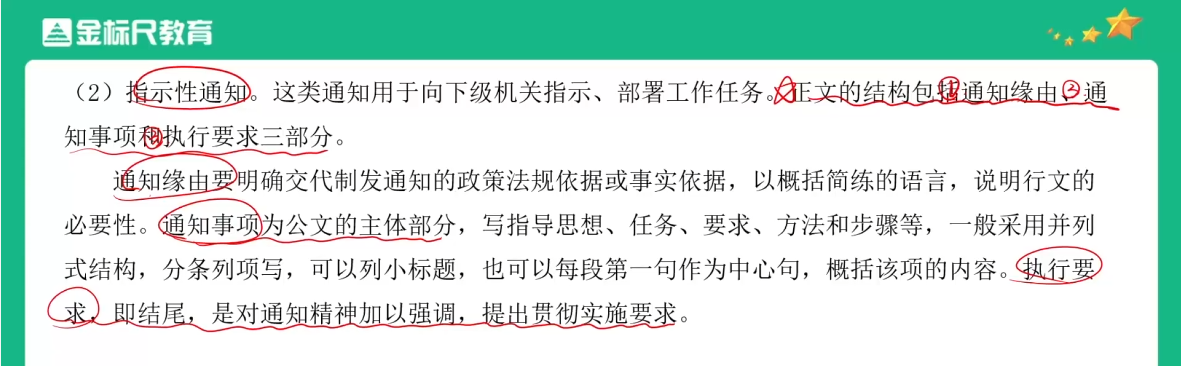 金标尺教育
（2）指示性通知。这类通知用于向下级机关指示、部署工作任务。正文的结构包括通知缘由、通
知事项和执行要求三部分。
通知缘由要明确交代制发通知的政策法规依据或事实依据，以概括简练的语言，说明行文的
必要性。通知事项为公文的主体部分，写指导思想、任务、要求、方法和步骤等，一般采用并列
式结构，分条列项写，可以列小标题，也可以每段第一句作为中心句，概括该项的内容。执行要
求，即结尾，是对通知精神加以强调，提出贯彻实施要求。